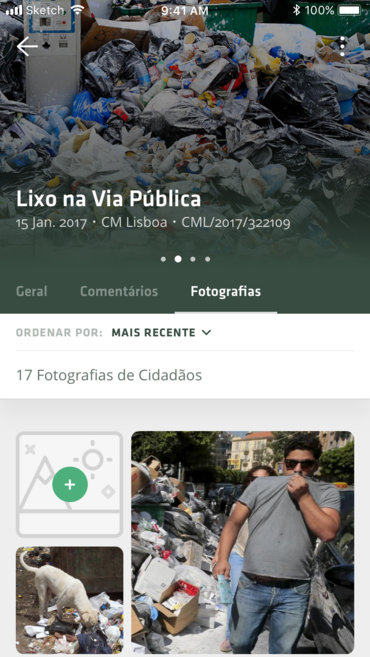 Sketch 9:41 AM 100%
Lixo na Via Pública
15 Jan. 2017 • CM Lisboa • CML/2017/322109
Geral Comentários Fotografias
ORDENAR POR: MAIS RECENTE
17 Fotografias de Cidadãos